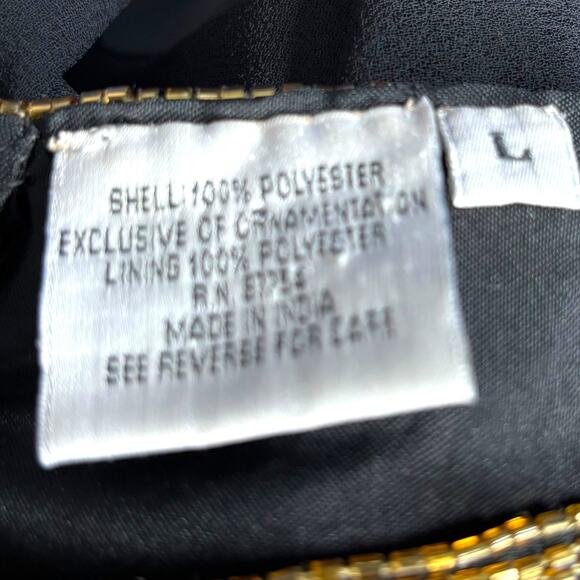 SHELL: 100% POLYESTER
EXCLUSIVE OF ORNAMENTATION
LINING 100% POLYESTER
R.N.
MADE IN INDIA
SEE REVERSE FOR CARE
L